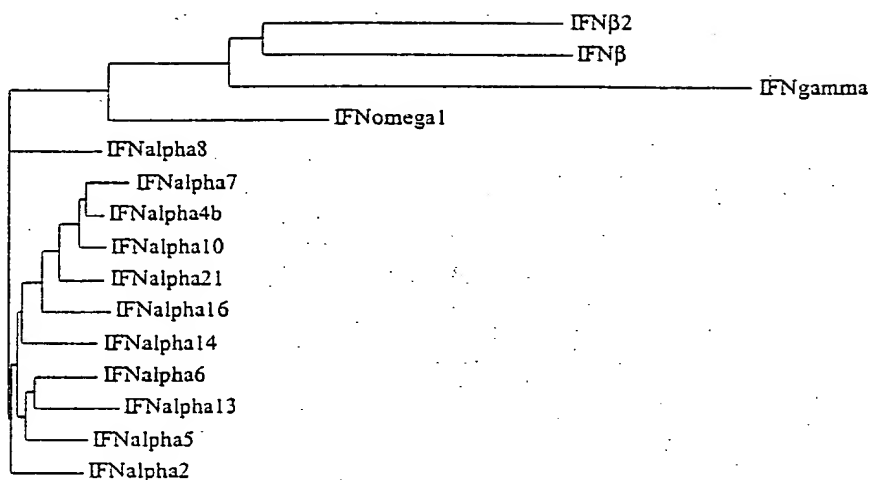 IFNβ2
IFNβ
IFNgamma
IFNomega1
IFNalpha8
IFNalpha7
IFNalpha4b
IFNalpha10
IFNalpha21
IFNalpha16
IFNalpha14
IFNalpha6
IFNalpha13
IFNalpha5
IFNalpha2